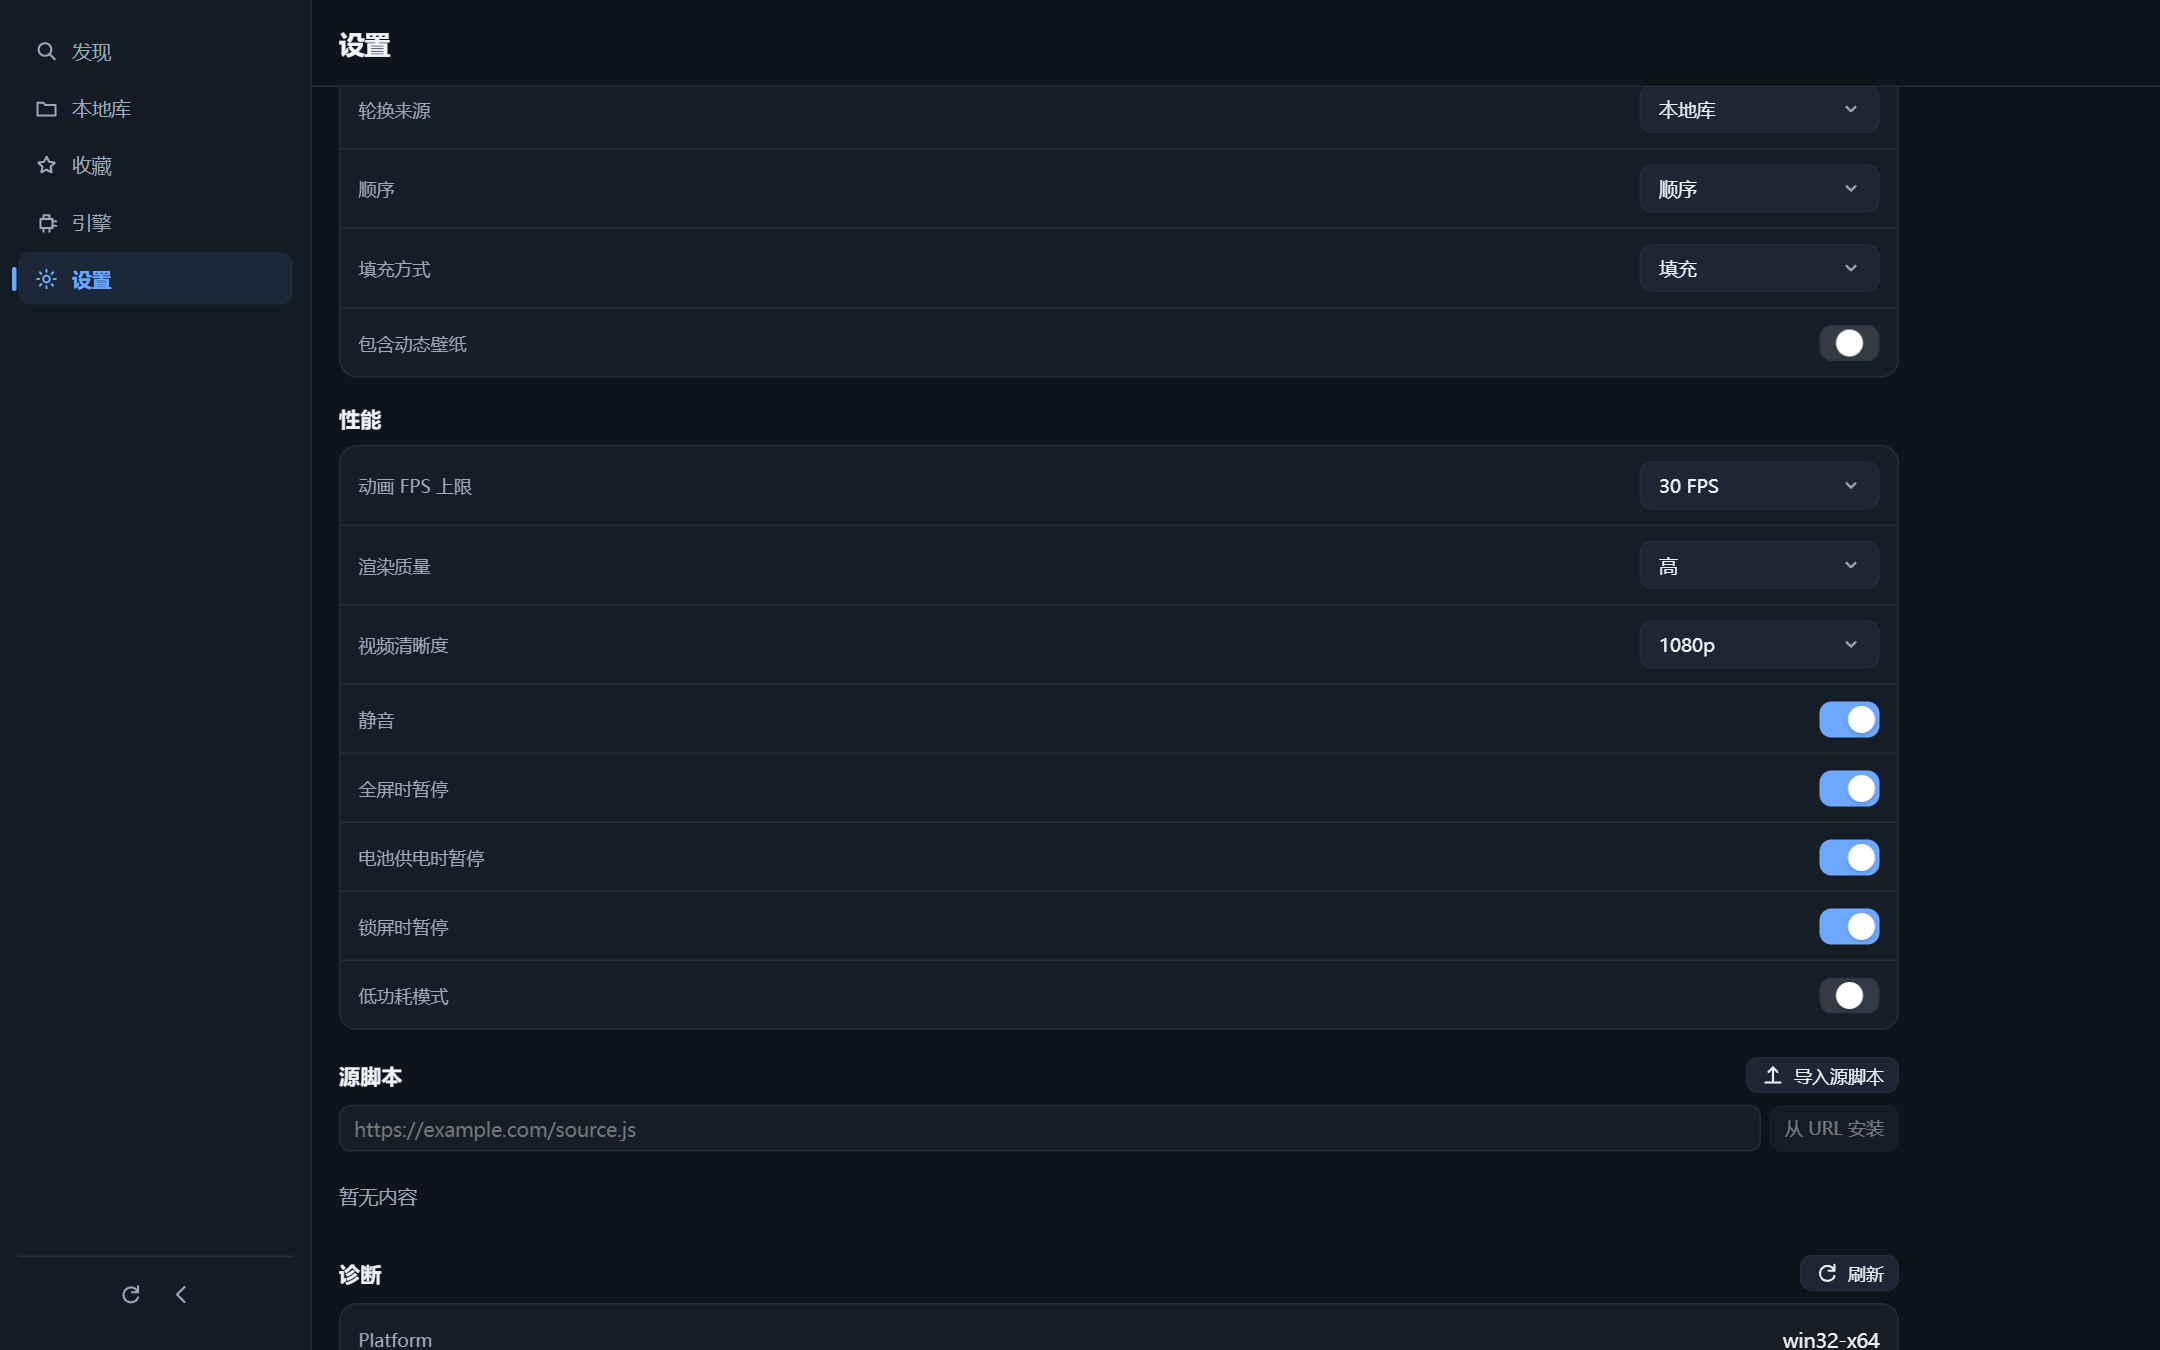 发现
本地库
收藏
引擎
设置
设置
轮换来源
本地库
顺序
顺序
填充方式
填充
包含动态壁纸
性能
动画 FPS 上限
30 FPS
渲染质量
高
视频清晰度
1080p
静音
全屏时暂停
电池供电时暂停
锁屏时暂停
低功耗模式
源脚本
导入源脚本
https://example.com/source.js
从 URL 安装
暂无内容
诊断
刷新
Platform
win32-x64